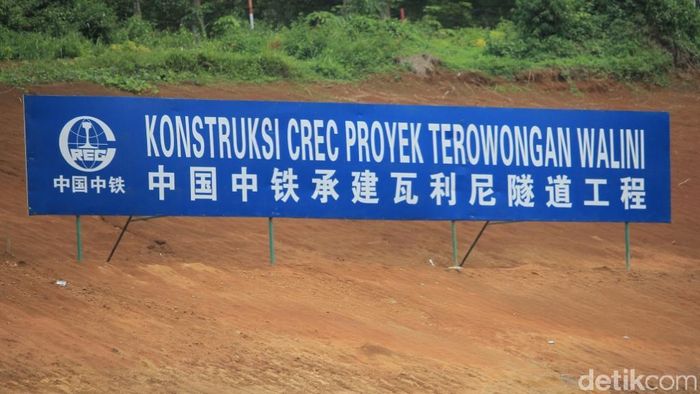 KONSTRUKSI CREC PROYEK TEROWONGAN WALINI
CREG
中国中铁
中国中铁承建瓦利尼隧道工程
detikcom